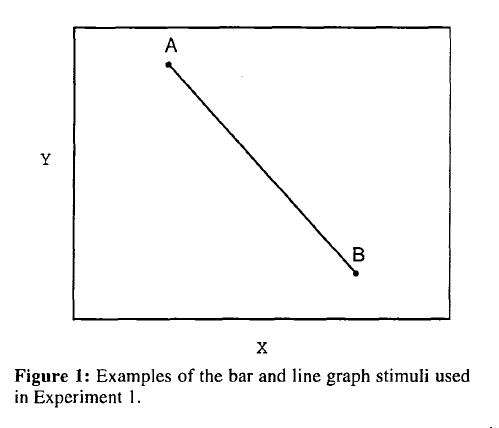 A
Y
B
X
Figure 1: Examples of the bar and line graph stimuli used
in Experiment 1.